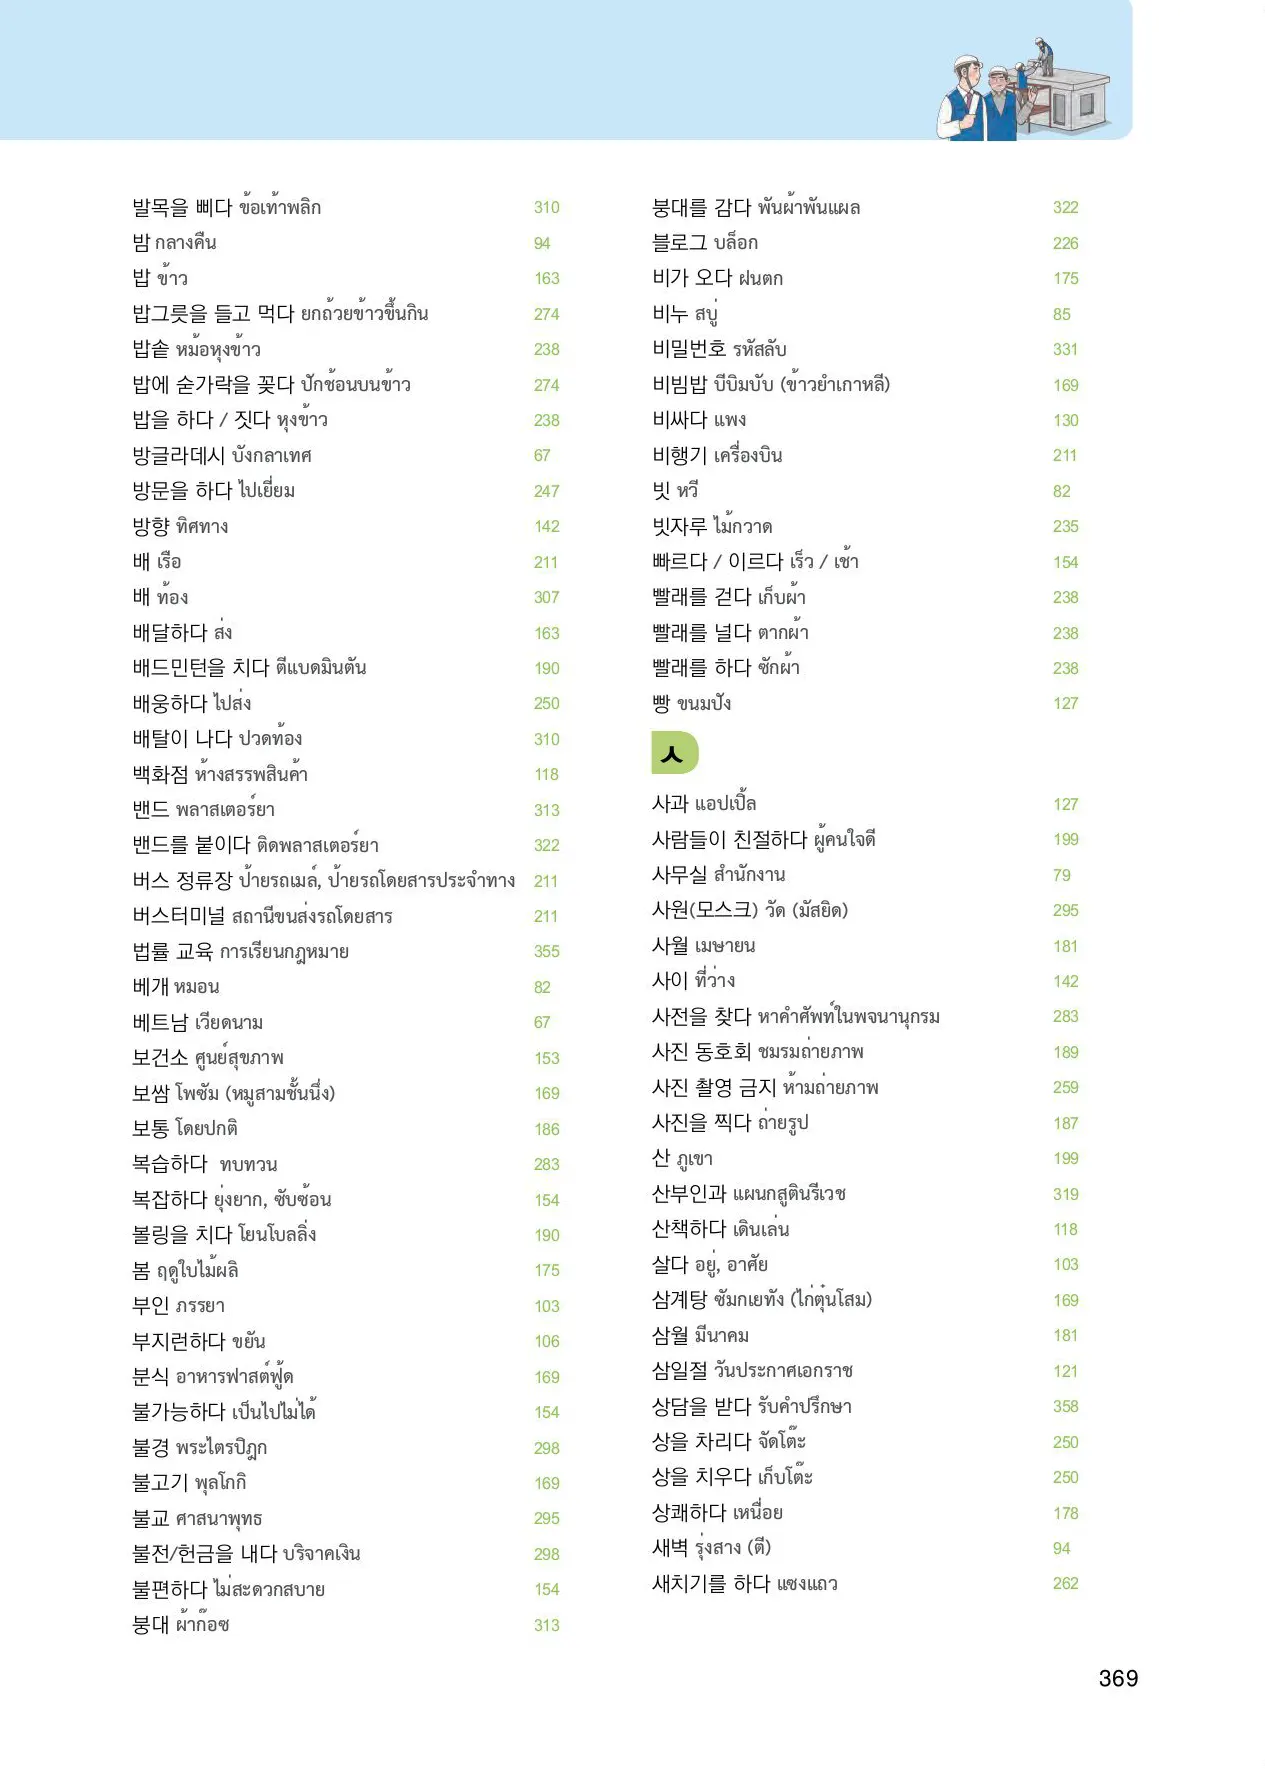 발목을 삐다 ข้อเท้าพลิก 310
밤 กลางคืน 94
밥 ข้าว 163
밥그릇을 들고 먹다 ยกถ้วยข้าวขึ้นกิน 274
밥솥 หม้อหุงข้าว 238
밥에 숟가락을 꽂다 ปักช้อนบนข้าว 274
밥을 하다 / 짓다 หุงข้าว 238
방글라데시 บังกลาเทศ 67
방문을 하다 ไปเยี่ยม 247
방향 ทิศทาง 142
배 เรือ 211
배 ท้อง 307
배달하다 ส่ง 163
배드민턴을 치다 ตีแบดมินตัน 190
배웅하다 ไปส่ง 250
배탈이 나다 ปวดท้อง 310
백화점 ห้างสรรพสินค้า 118
밴드 พลาสเตอร์ยา 313
밴드를 붙이다 ติดพลาสเตอร์ยา 322
버스 정류장 ป้ายรถเมล์, ป้ายรถโดยสารประจำทาง 211
버스터미널 สถานีขนส่งรถโดยสาร 211
법률 교육 การเรียนกฎหมาย 355
베개 หมอน 82
베트남 เวียดนาม 67
보건소 ศูนย์สุขภาพ 153
보쌈 โพซัม (หมูสามชั้นนึ่ง) 169
보통 โดยปกติ 186
복습하다 ทบทวน 283
복잡하다 ยุ่งยาก, ซับซ้อน 154
볼링을 치다 โยนโบลลิ่ง 190
봄 ฤดูใบไม้ผลิ 175
부인 ภรรยา 103
부지런하다 ขยัน 106
분식 อาหารฟาสต์ฟู้ด 169
불가능하다 เป็นไปไม่ได้ 154
불경 พระไตรปิฎก 298
불고기 พุลโกกิ 169
불교 ศาสนาพุทธ 295
불전/헌금을 내다 บริจาคเงิน 298
불편하다 ไม่สะดวกสบาย 154
붕대 ผ้าก๊อซ 313
붕대를 감다 พันผ้าพันแผล 322
블로그 บล็อก 226
비가 오다 ฝนตก 175
비누 สบู่ 85
비밀번호 รหัสลับ 331
비빔밥 บีบิมบับ (ข้าวยำเกาหลี) 169
비싸다 แพง 130
비행기 เครื่องบิน 211
빗 หวี 82
빗자루 ไม้กวาด 235
빠르다 / 이르다 เร็ว / เช้า 154
빨래를 걷다 เก็บผ้า 238
빨래를 널다 ตากผ้า 238
빨래를 하다 ซักผ้า 238
빵 ขนมปัง 127
ㅅ
사과 แอปเปิ้ล 127
사람들이 친절하다 ผู้คนใจดี 199
사무실 สำนักงาน 79
사원(모스크) วัด (มัสยิด) 295
사월 เมษายน 181
사이 ที่ว่าง 142
사전을 찾다 หาคำศัพท์ในพจนานุกรม 283
사진 동호회 ชมรมถ่ายภาพ 189
사진 촬영 금지 ห้ามถ่ายภาพ 259
사진을 찍다 ถ่ายรูป 187
산 ภูเขา 199
산부인과 แผนกสูตินรีเวช 319
산책하다 เดินเล่น 118
살다 อยู่, อาศัย 103
삼계탕 ซัมกเยทัง (ไก่ตุ๋นโสม) 169
삼월 มีนาคม 181
삼일절 วันประกาศเอกราช 121
상담을 받다 รับคำปรึกษา 358
상을 차리다 จัดโต๊ะ 250
상을 치우다 เก็บโต๊ะ 250
상쾌하다 เหนื่อย 178
새벽 รุ่งสาง (ตี) 94
새치기를 하다 แซงแถว 262
369